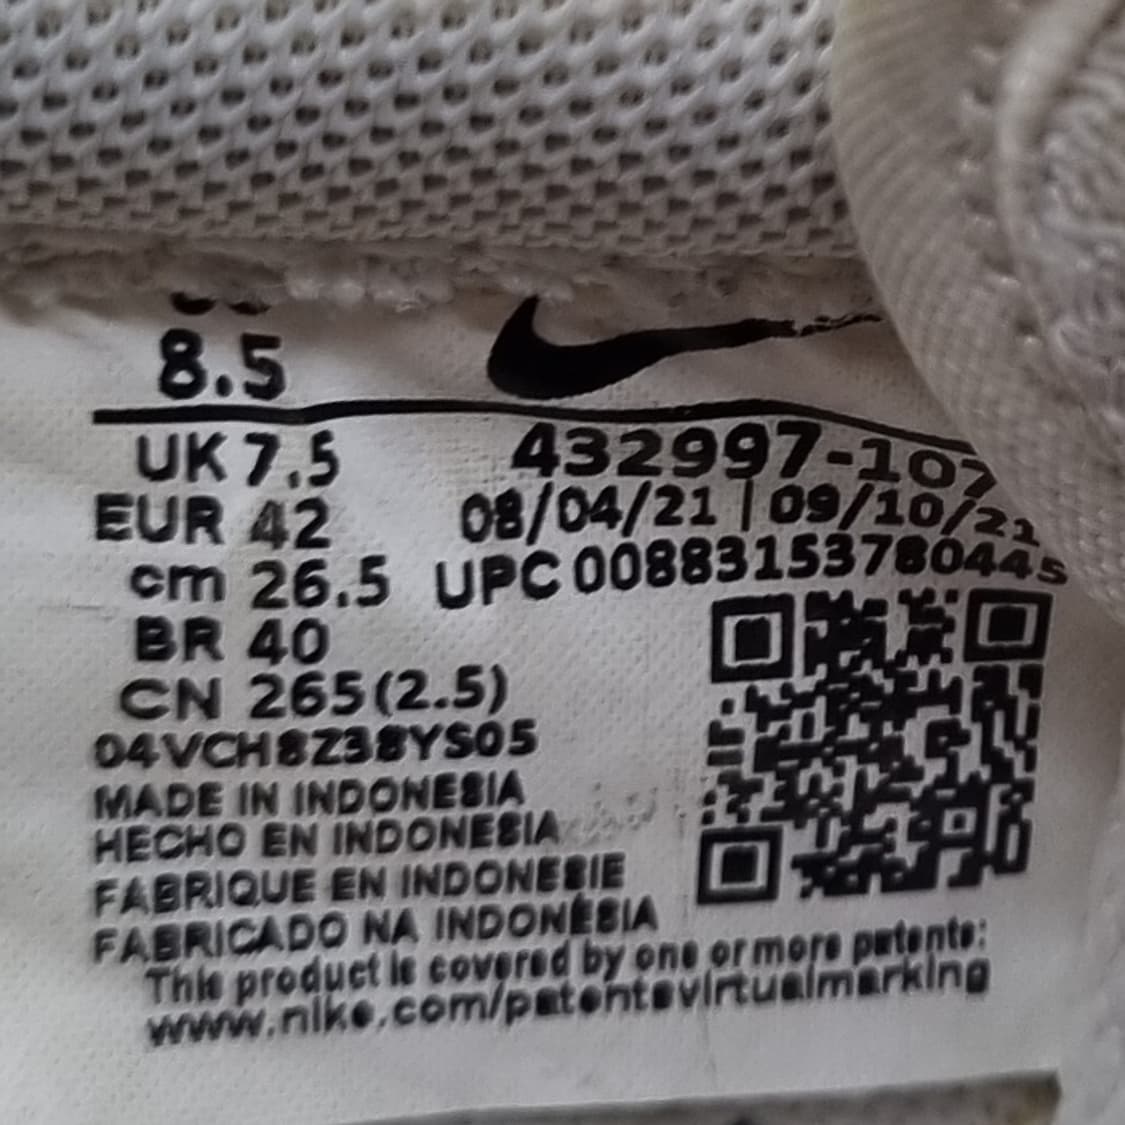 8.5
UK 7.5
432997-107
EUR 42
08/04/21 | 09/10/21
cm 26.5
UPC 00883153780445
BR 40
CN 265(2.5)
04VCH8Z38YS05
MADE IN INDONESIA
HECHO EN INDONESIA
FABRIQUE EN INDONESIE
FABRICADO NA INDONÉSIA
This product is covered by one or more patents:
www.nike.com/patentsvirtualmarking